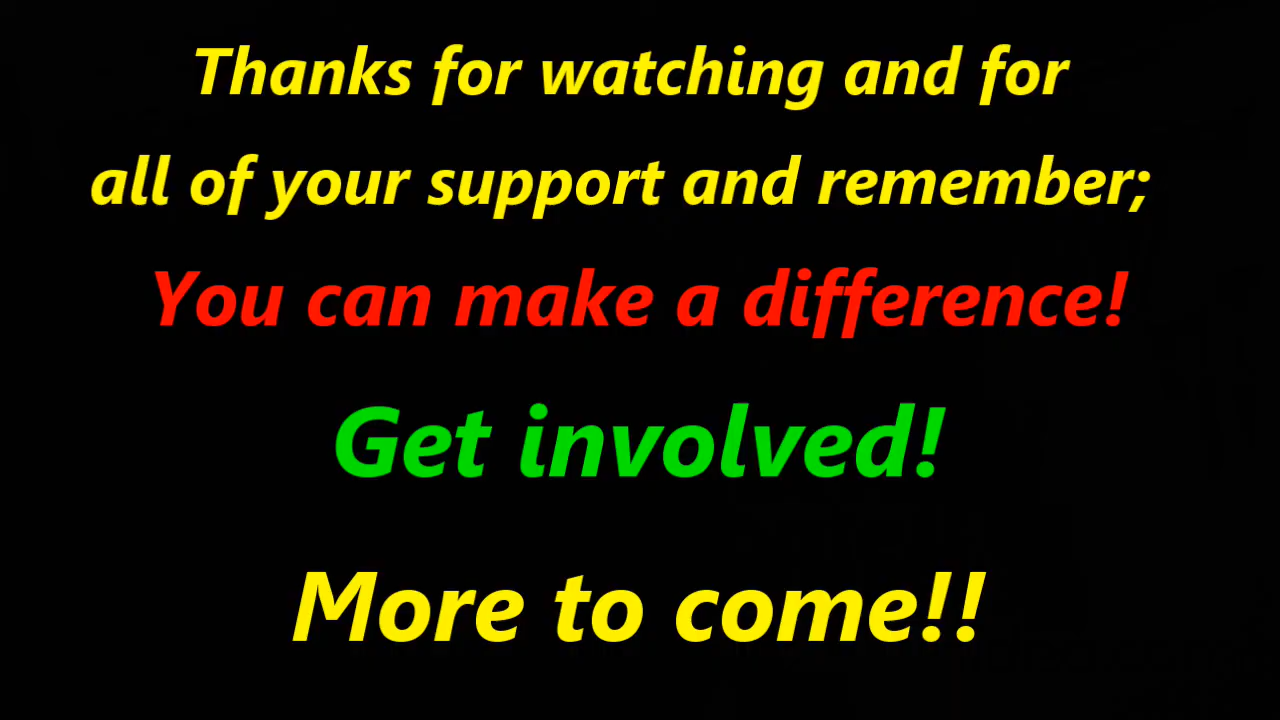 Thanks for watching and for
all of your support and remember;
You can make a difference!
Get involved!
More to come!!